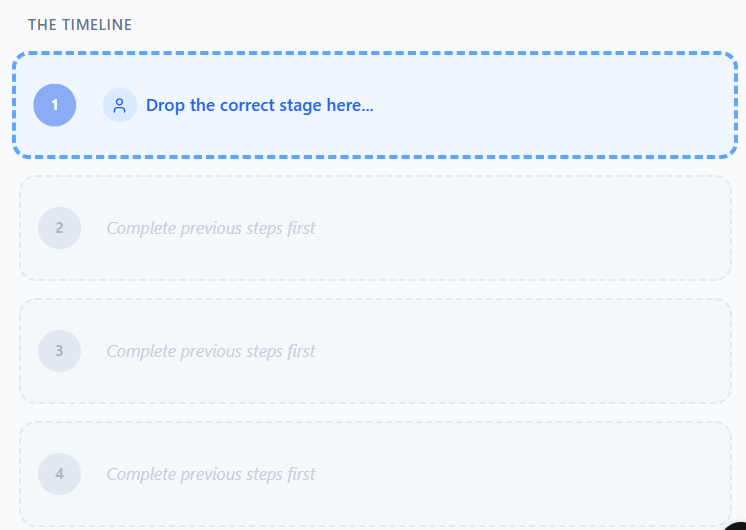 THE TIMELINE
1 Drop the correct stage here...
2 Complete previous steps first
3 Complete previous steps first
4 Complete previous steps first